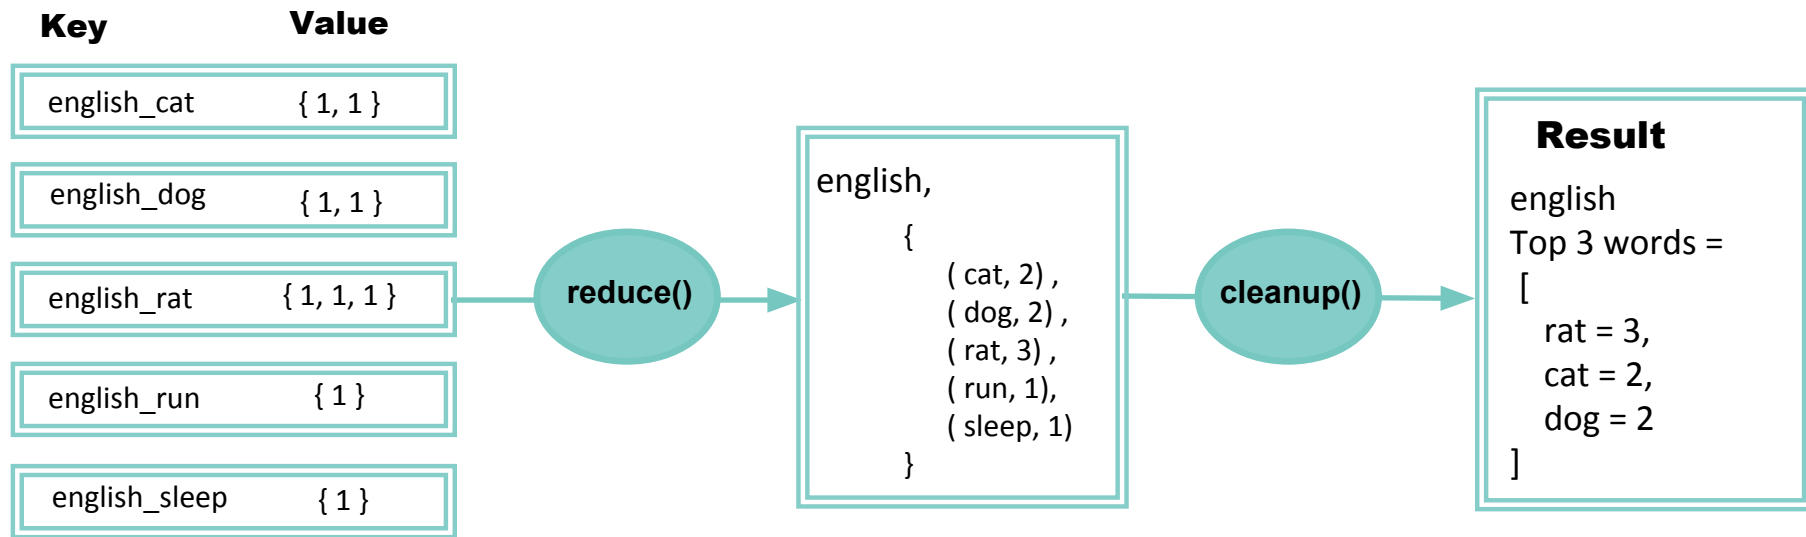 Key Value
english_cat { 1, 1 }
english_dog { 1, 1 }
english_rat { 1, 1, 1 }
english_run { 1 }
english_sleep { 1 }
reduce()
english,
{
( cat, 2) ,
( dog, 2) ,
( rat, 3) ,
( run, 1),
( sleep, 1)
}
cleanup()
Result
english
Top 3 words =
[
rat = 3,
cat = 2,
dog = 2
]